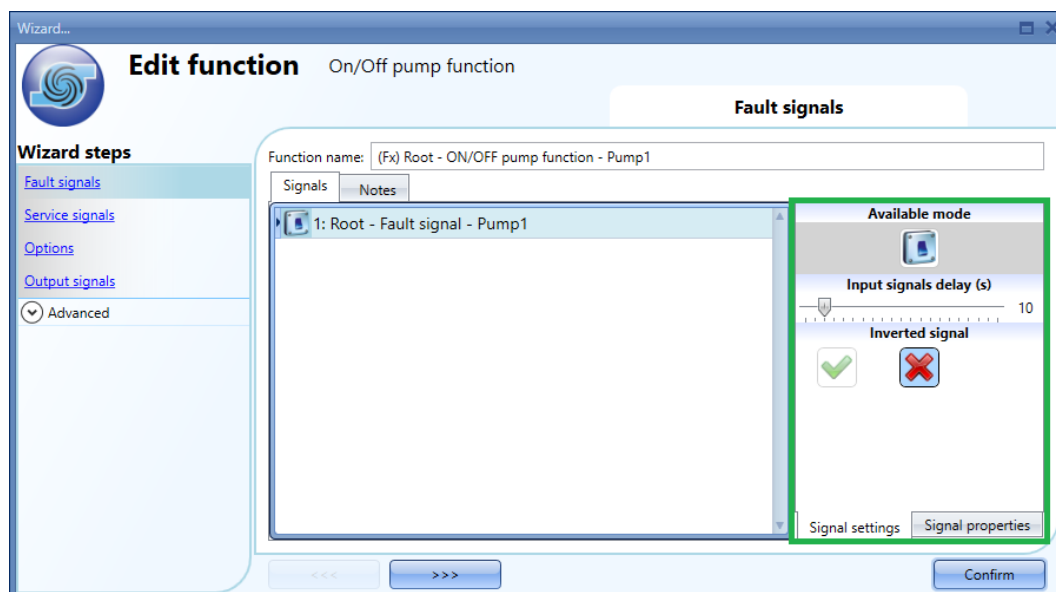 Wizard...
Edit function On/Off pump function
Fault signals
Wizard steps
Fault signals
Service signals
Options
Output signals
Advanced
Function name: (Fx) Root - ON/OFF pump function - Pump1
Signals Notes
1: Root - Fault signal - Pump1
Available mode
Input signals delay (s)
10
Inverted signal
Signal settings Signal properties
<<< >>> Confirm